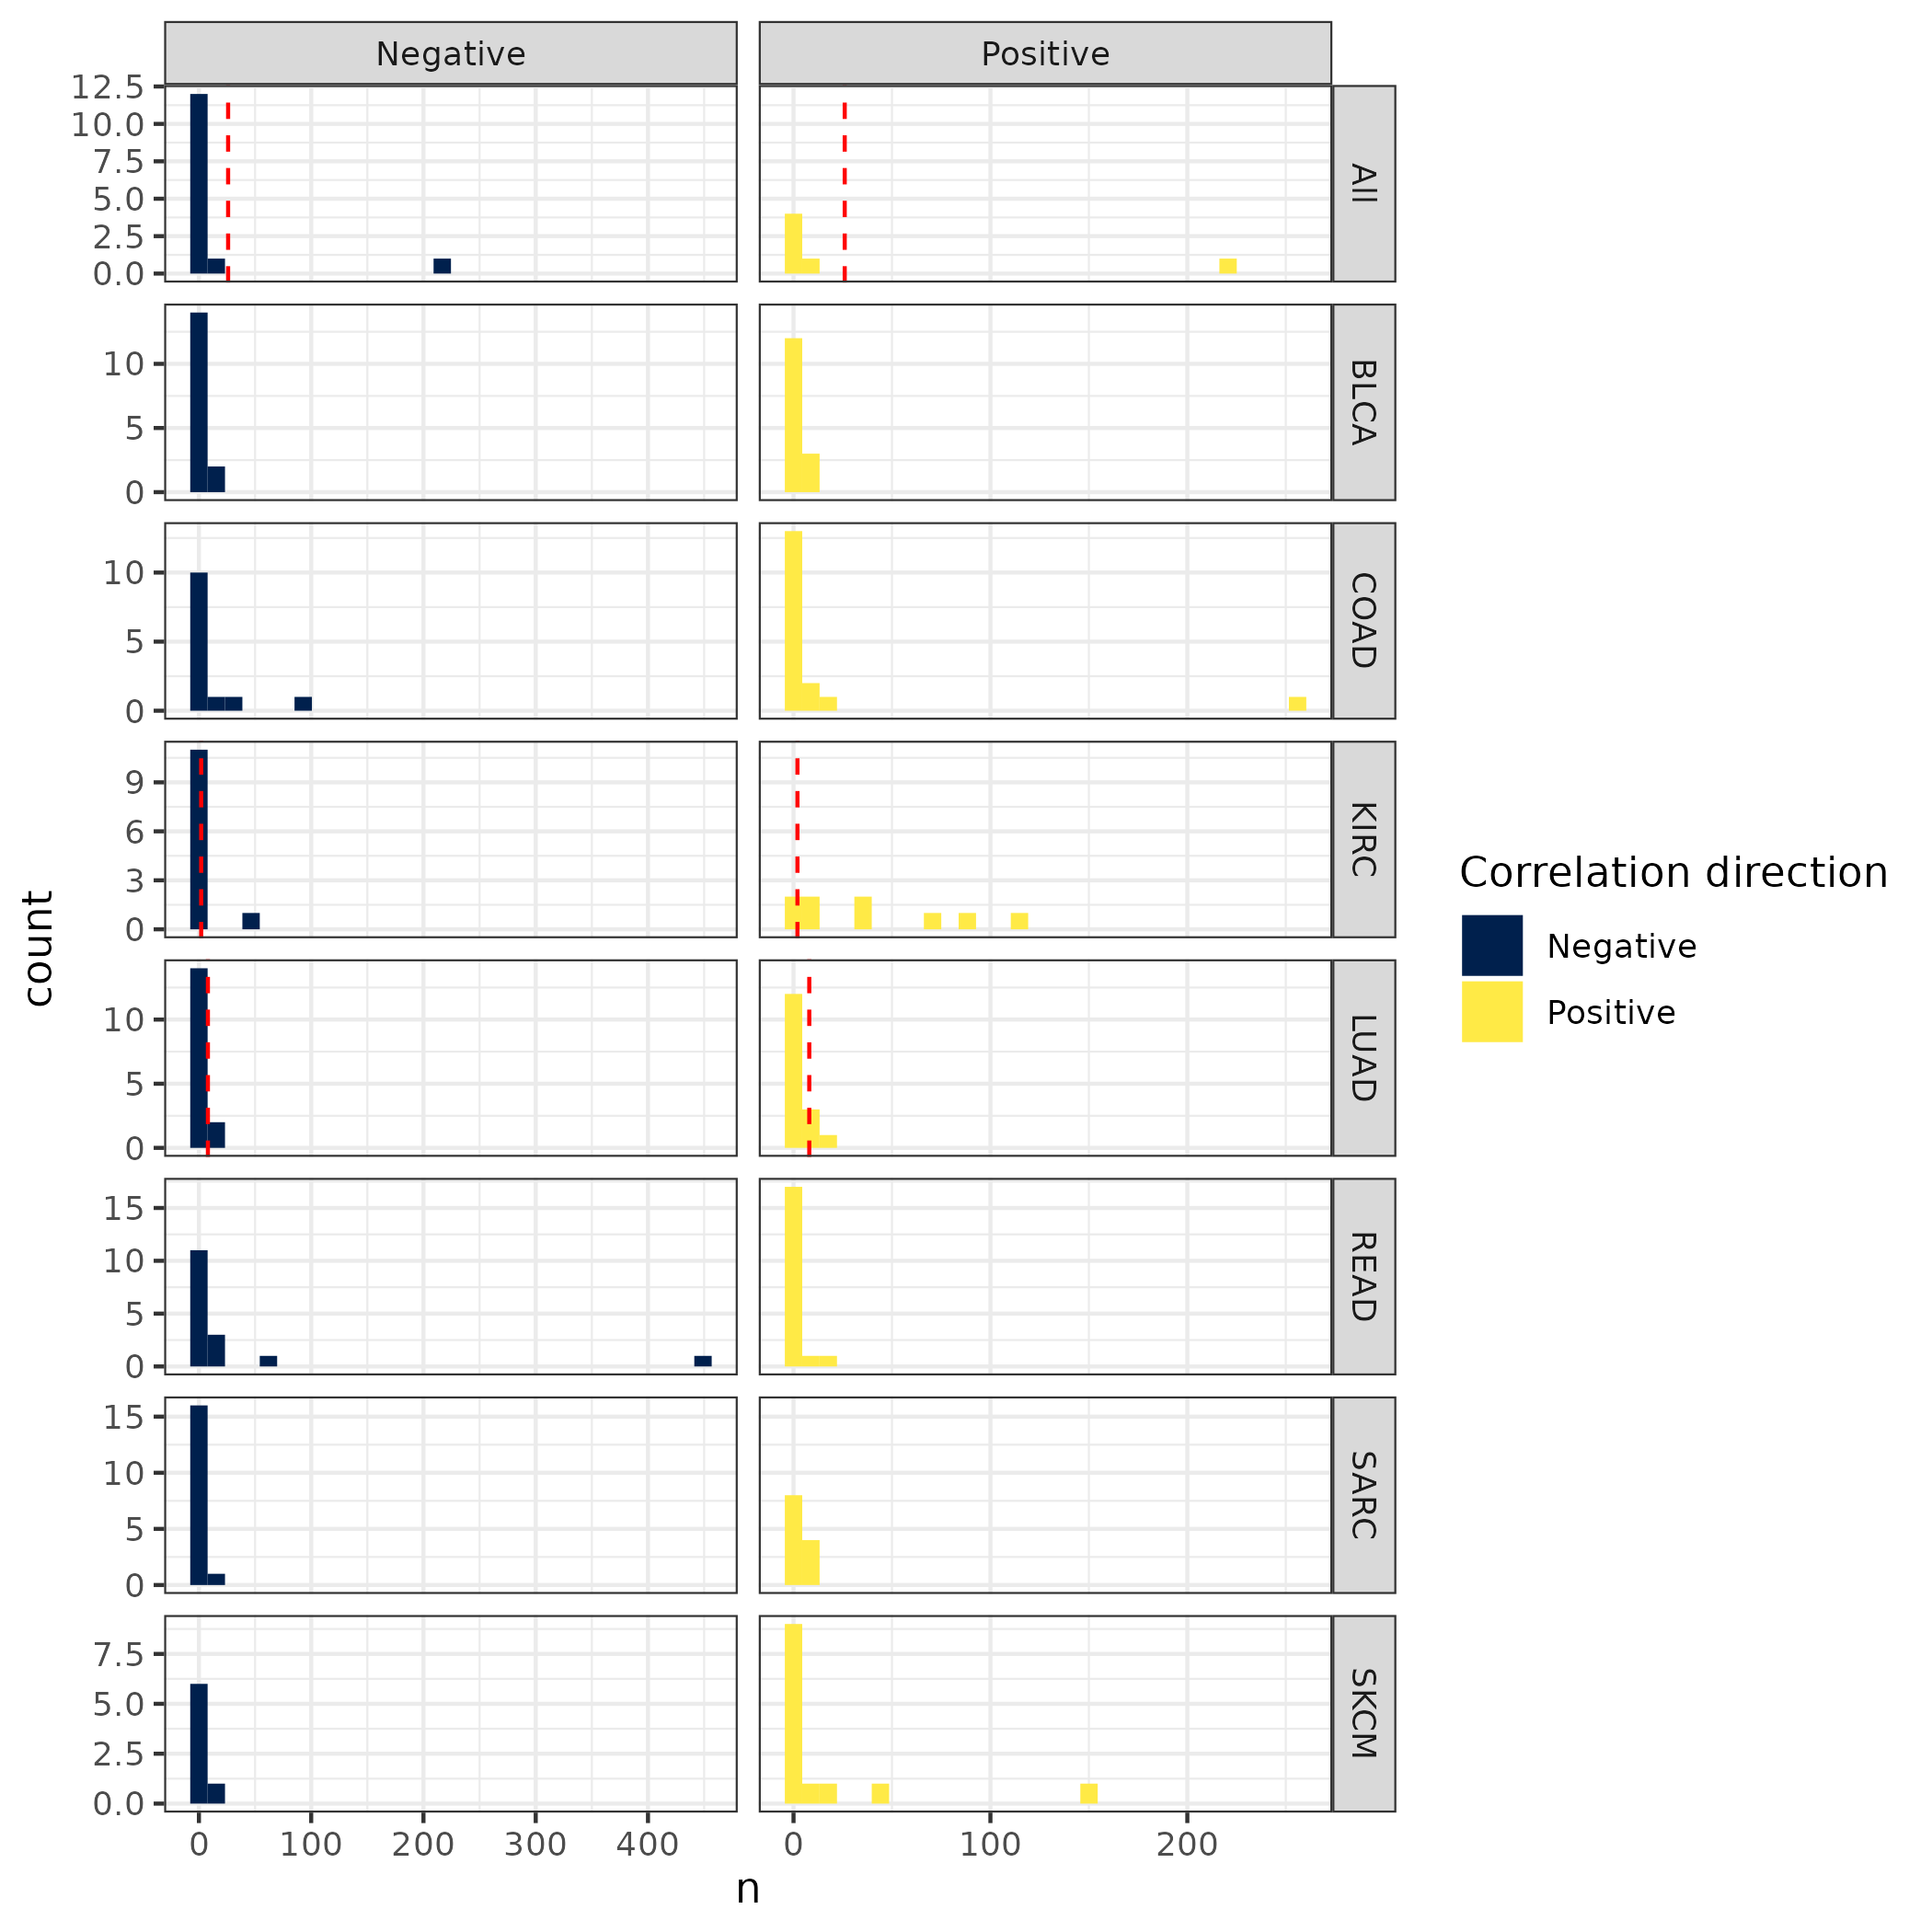 Negative
Positive
12.5
10.0
7.5
5.0
2.5
0.0
All
10
5
0
BLCA
10
5
0
COAD
9
6
3
0
KIRC
10
5
0
LUAD
15
10
5
0
READ
15
10
5
0
SARC
7.5
5.0
2.5
0.0
SKCM
0 100 200 300 400
0 100 200
n
count
Correlation direction
Negative
Positive